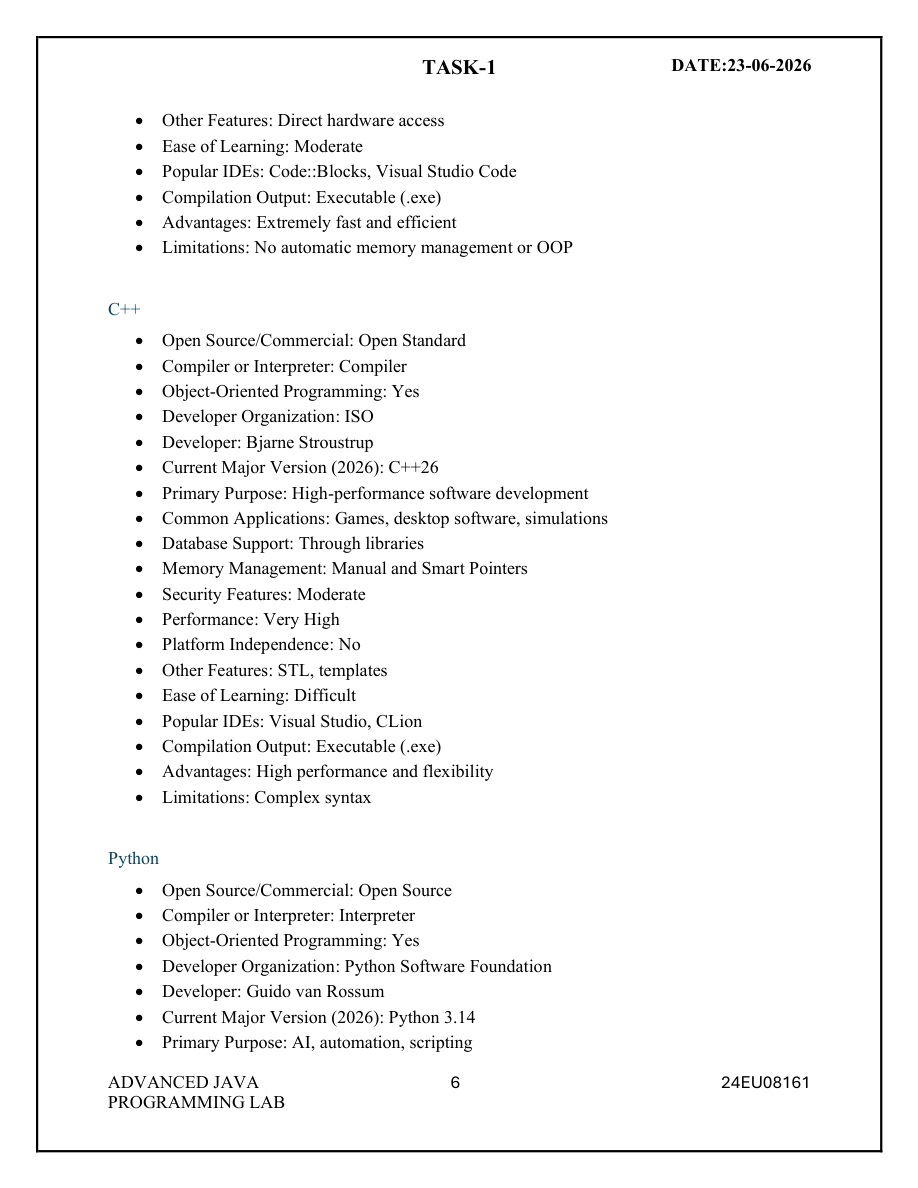 TASK-1 DATE:23-06-2026
• Other Features: Direct hardware access
• Ease of Learning: Moderate
• Popular IDEs: Code::Blocks, Visual Studio Code
• Compilation Output: Executable (.exe)
• Advantages: Extremely fast and efficient
• Limitations: No automatic memory management or OOP
C++
• Open Source/Commercial: Open Standard
• Compiler or Interpreter: Compiler
• Object-Oriented Programming: Yes
• Developer Organization: ISO
• Developer: Bjarne Stroustrup
• Current Major Version (2026): C++26
• Primary Purpose: High-performance software development
• Common Applications: Games, desktop software, simulations
• Database Support: Through libraries
• Memory Management: Manual and Smart Pointers
• Security Features: Moderate
• Performance: Very High
• Platform Independence: No
• Other Features: STL, templates
• Ease of Learning: Difficult
• Popular IDEs: Visual Studio, CLion
• Compilation Output: Executable (.exe)
• Advantages: High performance and flexibility
• Limitations: Complex syntax
Python
• Open Source/Commercial: Open Source
• Compiler or Interpreter: Interpreter
• Object-Oriented Programming: Yes
• Developer Organization: Python Software Foundation
• Developer: Guido van Rossum
• Current Major Version (2026): Python 3.14
• Primary Purpose: AI, automation, scripting
ADVANCED JAVA 6 24EU08161
PROGRAMMING LAB